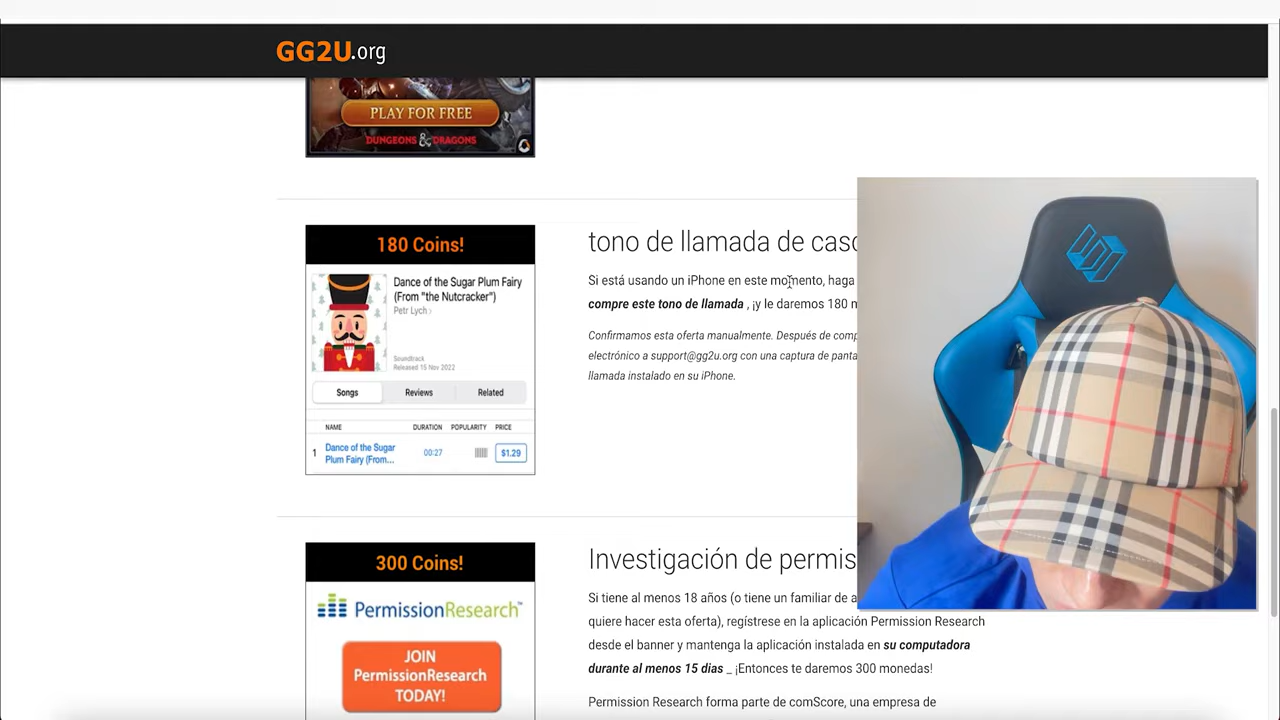 GG2U.org
PLAY FOR FREE
DUNGEONS & DRAGONS
180 Coins!
Dance of the Sugar Plum Fairy
(From "the Nutcracker")
Petr Lych >
Soundtrack
Released 15 Nov 2022
Songs Reviews Related
NAME DURATION POPULARITY PRICE
1 Dance of the Sugar
Plum Fairy (From... 00:27 $1.29
tono de llamada de
Si está usando un iPhone en este momento, haga
compre este tono de llamada , ¡y le daremos 180
Confirmamos esta oferta manualmente. Después de
electrónico a support@gg2u.org con una captura de
llamada instalado en su iPhone.
300 Coins!
PermissionResearch™
JOIN
PermissionResearch
TODAY!
Investigación de
Si tiene al menos 18 años (o tiene un familiar de
quiere hacer esta oferta), regístrese en la aplicación Permission Research
desde el banner y mantenga la aplicación instalada en su computadora
durante al menos 15 dias _ ¡Entonces te daremos 300 monedas!
Permission Research forma parte de comScore, una empresa de